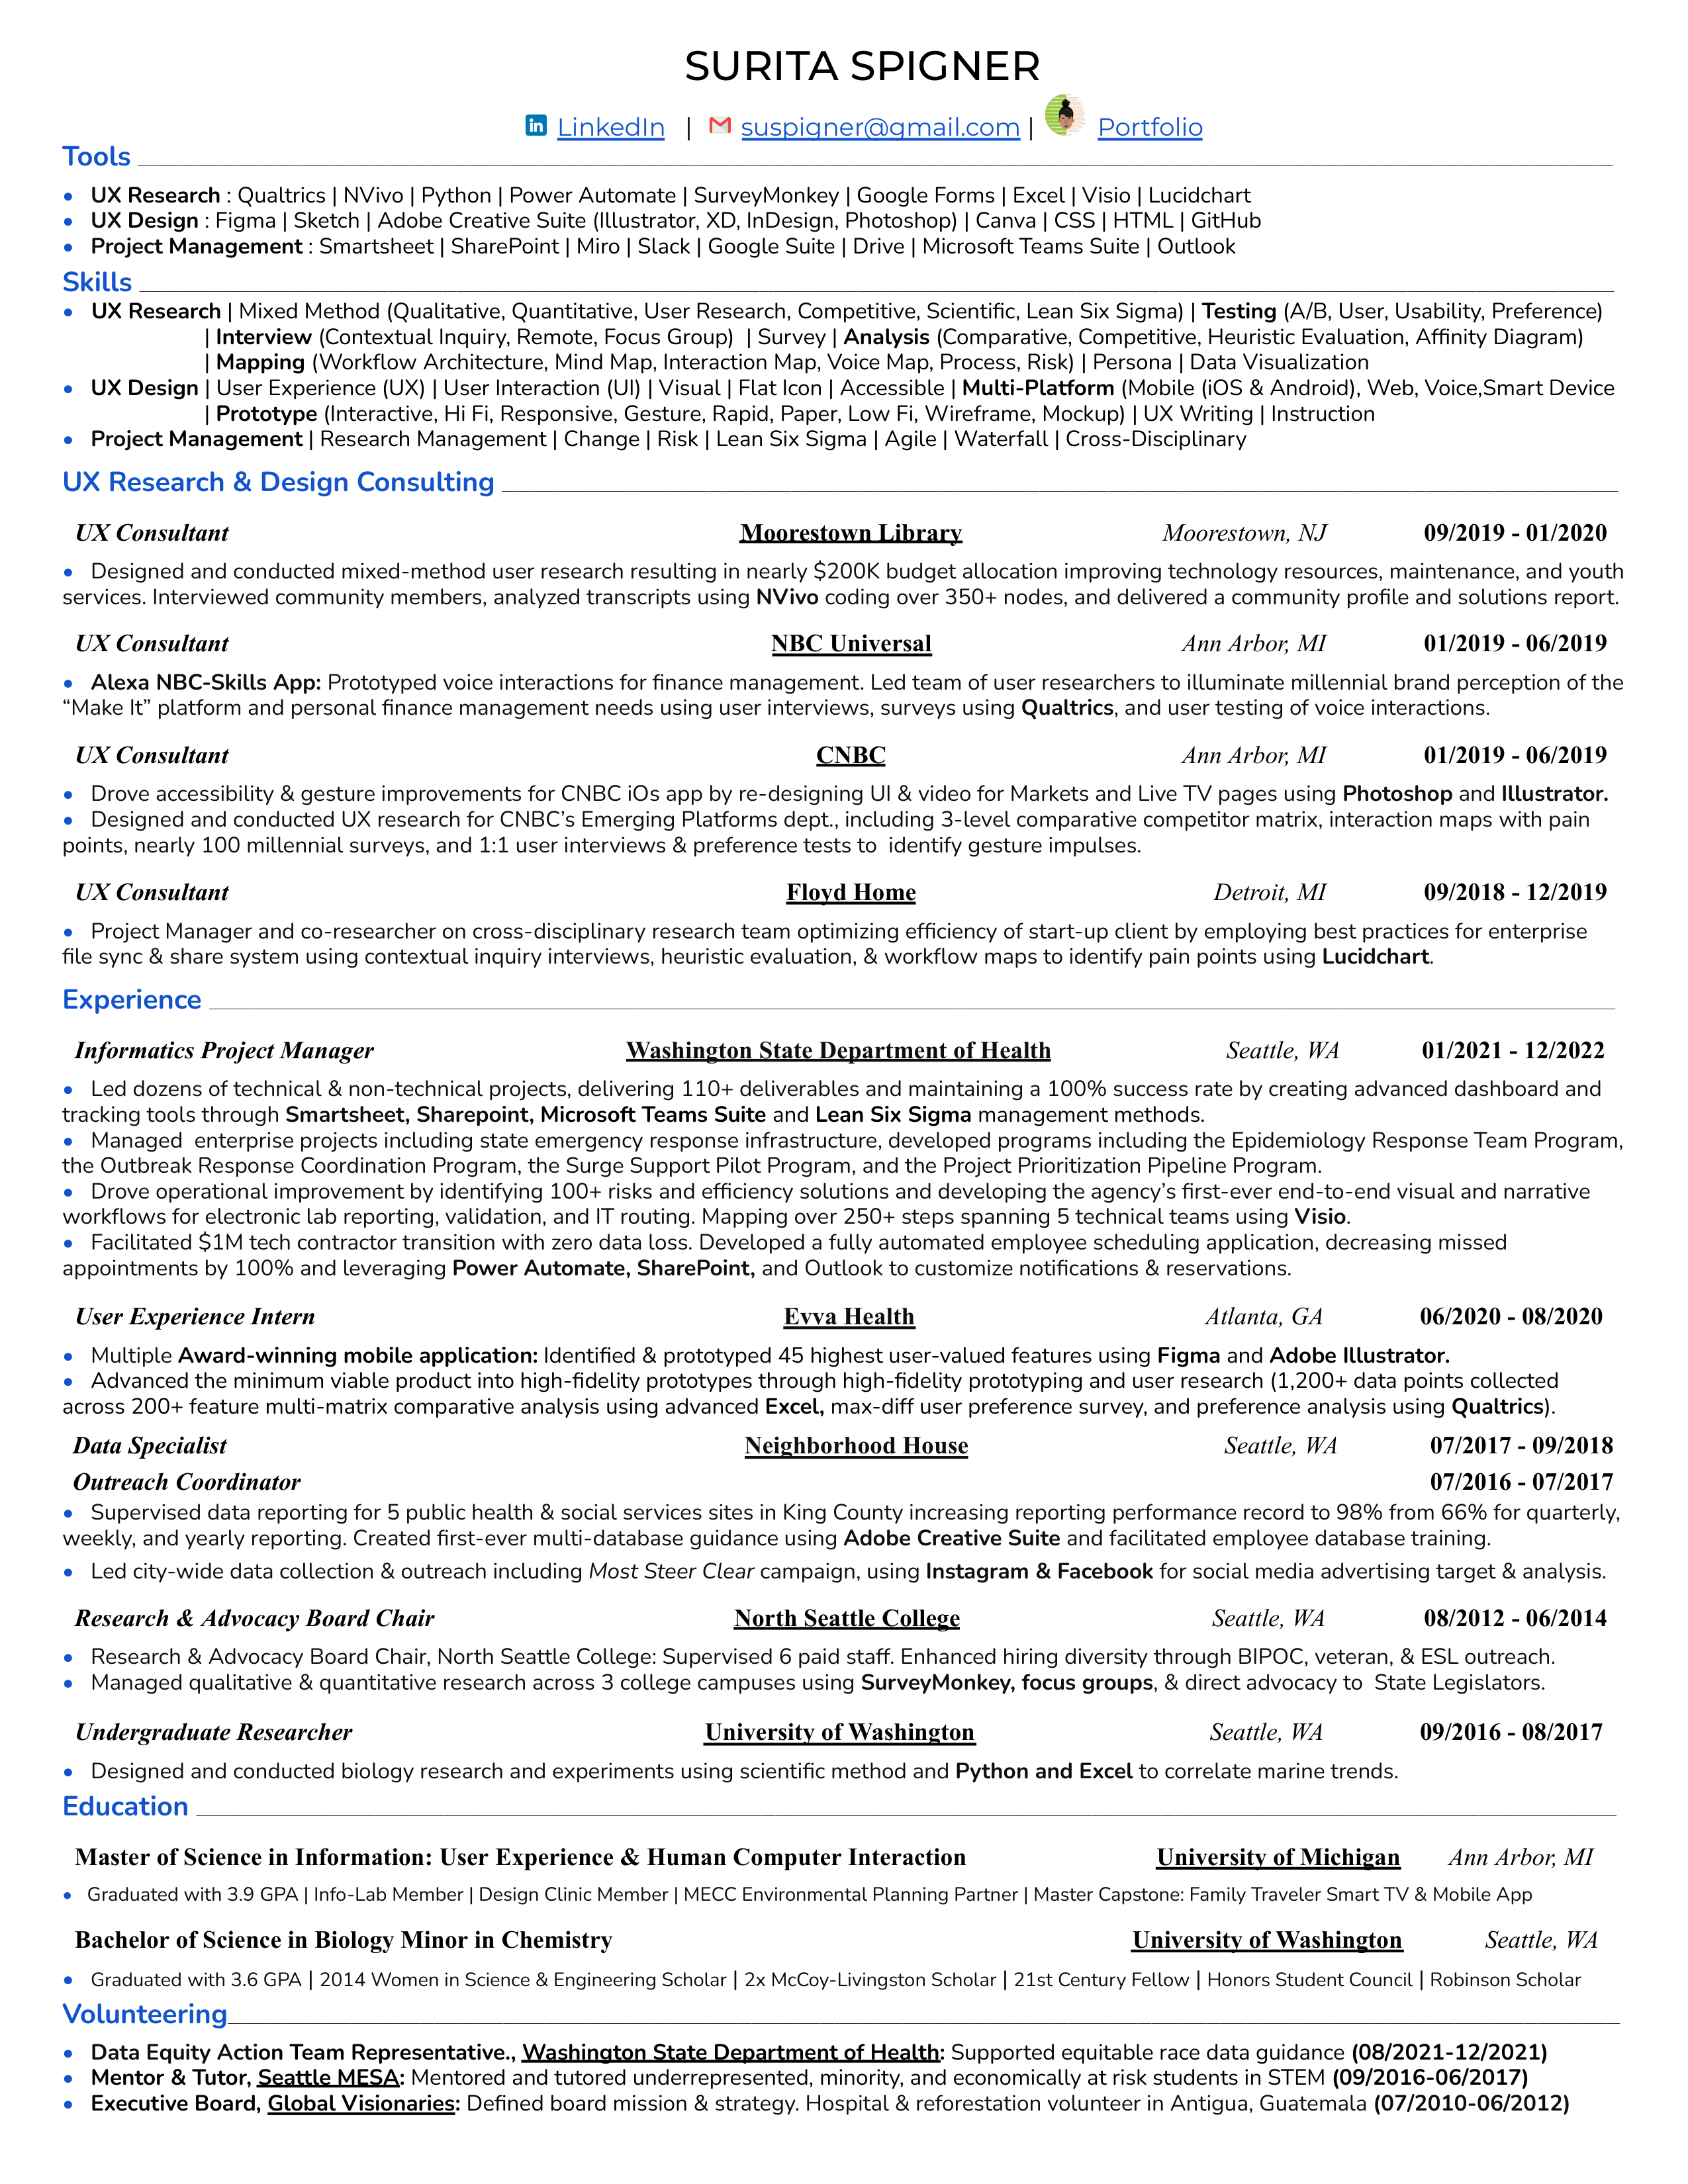 SURITA SPIGNER
in LinkedIn | suspigner@gmail.com | Portfolio
Tools
• UX Research : Qualtrics | NVivo | Python | Power Automate | SurveyMonkey | Google Forms | Excel | Visio | Lucidchart
• UX Design : Figma | Sketch | Adobe Creative Suite (Illustrator, XD, InDesign, Photoshop) | Canva | CSS | HTML | GitHub
• Project Management : Smartsheet | SharePoint | Miro | Slack | Google Suite | Drive | Microsoft Teams Suite | Outlook
Skills
• UX Research | Mixed Method (Qualitative, Quantitative, User Research, Competitive, Scientific, Lean Six Sigma) | Testing (A/B, User, Usability, Preference)
| Interview (Contextual Inquiry, Remote, Focus Group) | Survey | Analysis (Comparative, Competitive, Heuristic Evaluation, Affinity Diagram)
| Mapping (Workflow Architecture, Mind Map, Interaction Map, Voice Map, Process, Risk) | Persona | Data Visualization
• UX Design | User Experience (UX) | User Interaction (UI) | Visual | Flat Icon | Accessible | Multi-Platform (Mobile (iOS & Android), Web, Voice,Smart Device
| Prototype (Interactive, Hi Fi, Responsive, Gesture, Rapid, Paper, Low Fi, Wireframe, Mockup) | UX Writing | Instruction
• Project Management | Research Management | Change | Risk | Lean Six Sigma | Agile | Waterfall | Cross-Disciplinary
UX Research & Design Consulting
UX Consultant Moorestown Library Moorestown, NJ 09/2019 - 01/2020
• Designed and conducted mixed-method user research resulting in nearly $200K budget allocation improving technology resources, maintenance, and youth
services. Interviewed community members, analyzed transcripts using NVivo coding over 350+ nodes, and delivered a community profile and solutions report.
UX Consultant NBC Universal Ann Arbor, MI 01/2019 - 06/2019
• Alexa NBC-Skills App: Prototyped voice interactions for finance management. Led team of user researchers to illuminate millennial brand perception of the
“Make It” platform and personal finance management needs using user interviews, surveys using Qualtrics, and user testing of voice interactions.
UX Consultant CNBC Ann Arbor, MI 01/2019 - 06/2019
• Drove accessibility & gesture improvements for CNBC iOs app by re-designing UI & video for Markets and Live TV pages using Photoshop and Illustrator.
• Designed and conducted UX research for CNBC’s Emerging Platforms dept., including 3-level comparative competitor matrix, interaction maps with pain
points, nearly 100 millennial surveys, and 1:1 user interviews & preference tests to identify gesture impulses.
UX Consultant Floyd Home Detroit, MI 09/2018 - 12/2019
• Project Manager and co-researcher on cross-disciplinary research team optimizing efficiency of start-up client by employing best practices for enterprise
file sync & share system using contextual inquiry interviews, heuristic evaluation, & workflow maps to identify pain points using Lucidchart.
Experience
Informatics Project Manager Washington State Department of Health Seattle, WA 01/2021 - 12/2022
• Led dozens of technical & non-technical projects, delivering 110+ deliverables and maintaining a 100% success rate by creating advanced dashboard and
tracking tools through Smartsheet, Sharepoint, Microsoft Teams Suite and Lean Six Sigma management methods.
• Managed enterprise projects including state emergency response infrastructure, developed programs including the Epidemiology Response Team Program,
the Outbreak Response Coordination Program, the Surge Support Pilot Program, and the Project Prioritization Pipeline Program.
• Drove operational improvement by identifying 100+ risks and efficiency solutions and developing the agency’s first-ever end-to-end visual and narrative
workflows for electronic lab reporting, validation, and IT routing. Mapping over 250+ steps spanning 5 technical teams using Visio.
• Facilitated $1M tech contractor transition with zero data loss. Developed a fully automated employee scheduling application, decreasing missed
appointments by 100% and leveraging Power Automate, SharePoint, and Outlook to customize notifications & reservations.
User Experience Intern Evva Health Atlanta, GA 06/2020 - 08/2020
• Multiple Award-winning mobile application: Identified & prototyped 45 highest user-valued features using Figma and Adobe Illustrator.
• Advanced the minimum viable product into high-fidelity prototypes through high-fidelity prototyping and user research (1,200+ data points collected
across 200+ feature multi-matrix comparative analysis using advanced Excel, max-diff user preference survey, and preference analysis using Qualtrics).
Data Specialist Neighborhood House Seattle, WA 07/2017 - 09/2018
Outreach Coordinator 07/2016 - 07/2017
• Supervised data reporting for 5 public health & social services sites in King County increasing reporting performance record to 98% from 66% for quarterly,
weekly, and yearly reporting. Created first-ever multi-database guidance using Adobe Creative Suite and facilitated employee database training.
• Led city-wide data collection & outreach including Most Steer Clear campaign, using Instagram & Facebook for social media advertising target & analysis.
Research & Advocacy Board Chair North Seattle College Seattle, WA 08/2012 - 06/2014
• Research & Advocacy Board Chair, North Seattle College: Supervised 6 paid staff. Enhanced hiring diversity through BIPOC, veteran, & ESL outreach.
• Managed qualitative & quantitative research across 3 college campuses using SurveyMonkey, focus groups, & direct advocacy to State Legislators.
Undergraduate Researcher University of Washington Seattle, WA 09/2016 - 08/2017
• Designed and conducted biology research and experiments using scientific method and Python and Excel to correlate marine trends.
Education
Master of Science in Information: User Experience & Human Computer Interaction University of Michigan Ann Arbor, MI
• Graduated with 3.9 GPA | Info-Lab Member | Design Clinic Member | MECC Environmental Planning Partner | Master Capstone: Family Traveler Smart TV & Mobile App
Bachelor of Science in Biology Minor in Chemistry University of Washington Seattle, WA
• Graduated with 3.6 GPA | 2014 Women in Science & Engineering Scholar | 2x McCoy-Livingston Scholar | 21st Century Fellow | Honors Student Council | Robinson Scholar
Volunteering
• Data Equity Action Team Representative., Washington State Department of Health: Supported equitable race data guidance (08/2021-12/2021)
• Mentor & Tutor, Seattle MESA: Mentored and tutored underrepresented, minority, and economically at risk students in STEM (09/2016-06/2017)
• Executive Board, Global Visionaries: Defined board mission & strategy. Hospital & reforestation volunteer in Antigua, Guatemala (07/2010-06/2012)